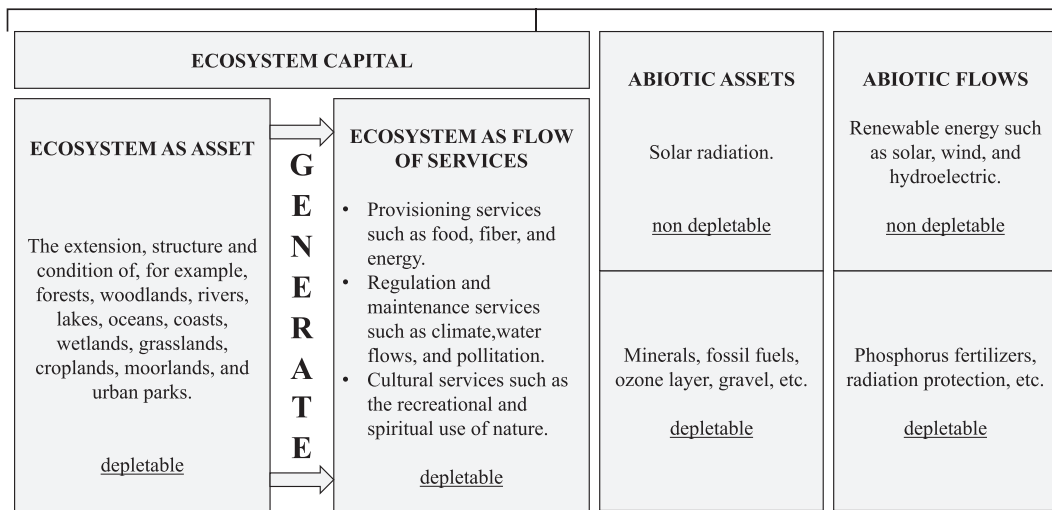 ECOSYSTEM CAPITAL
ECOSYSTEM AS ASSET
The extension, structure and
condition of, for example,
forests, woodlands, rivers,
lakes, oceans, coasts,
wetlands, grasslands,
croplands, moorlands, and
urban parks.
depletable
G
E
N
E
R
A
T
E
ECOSYSTEM AS FLOW
OF SERVICES
• Provisioning services
such as food, fiber, and
energy.
• Regulation and
maintenance services
such as climate,water
flows, and pollitation.
• Cultural services such as
the recreational and
spiritual use of nature.
depletable
ABIOTIC ASSETS
Solar radiation.
non depletable
Minerals, fossil fuels,
ozone layer, gravel, etc.
depletable
ABIOTIC FLOWS
Renewable energy such
as solar, wind, and
hydroelectric.
non depletable
Phosphorus fertilizers,
radiation protection, etc.
depletable